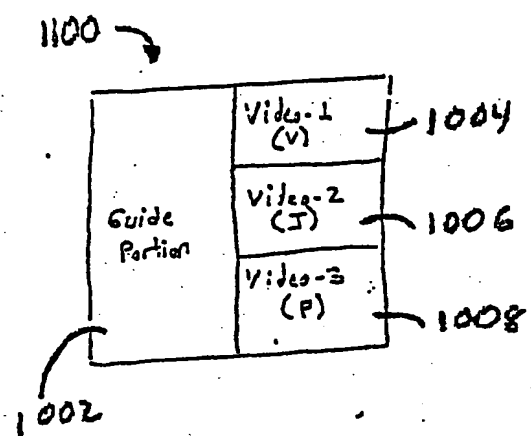 1100
Video-1
(V)
1004
Guide
Portion
Video-2
(I)
1006
Video-3
(P)
1008
1002